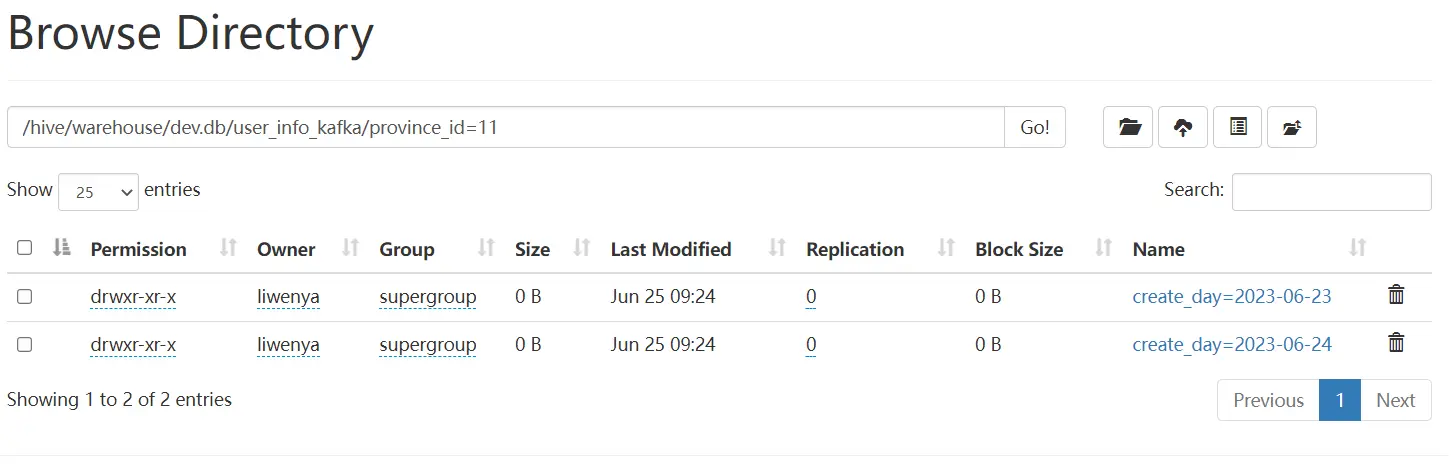 Browse Directory
/hive/warehouse/dev.db/user_info_kafka/province_id=11 Go!
Show 25 entries Search:
Permission Owner Group Size Last Modified Replication Block Size Name
drwxr-xr-x liwenya supergroup 0 B Jun 25 09:24 0 0 B create_day=2023-06-23
drwxr-xr-x liwenya supergroup 0 B Jun 25 09:24 0 0 B create_day=2023-06-24
Showing 1 to 2 of 2 entries Previous 1 Next